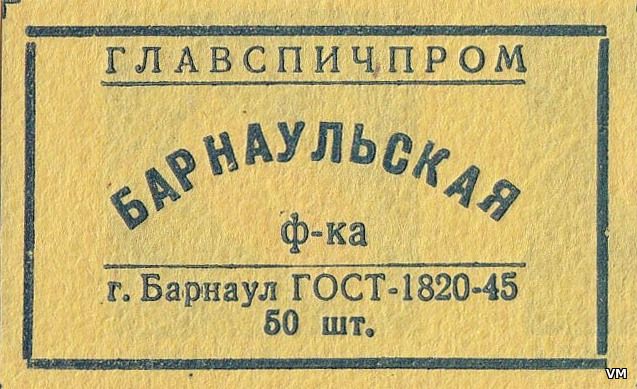 ГЛАВСПИЧПРОМ
БАРНАУЛЬСКАЯ
ф-ка
г. Барнаул ГОСТ-1820-45
50 шт.
VM